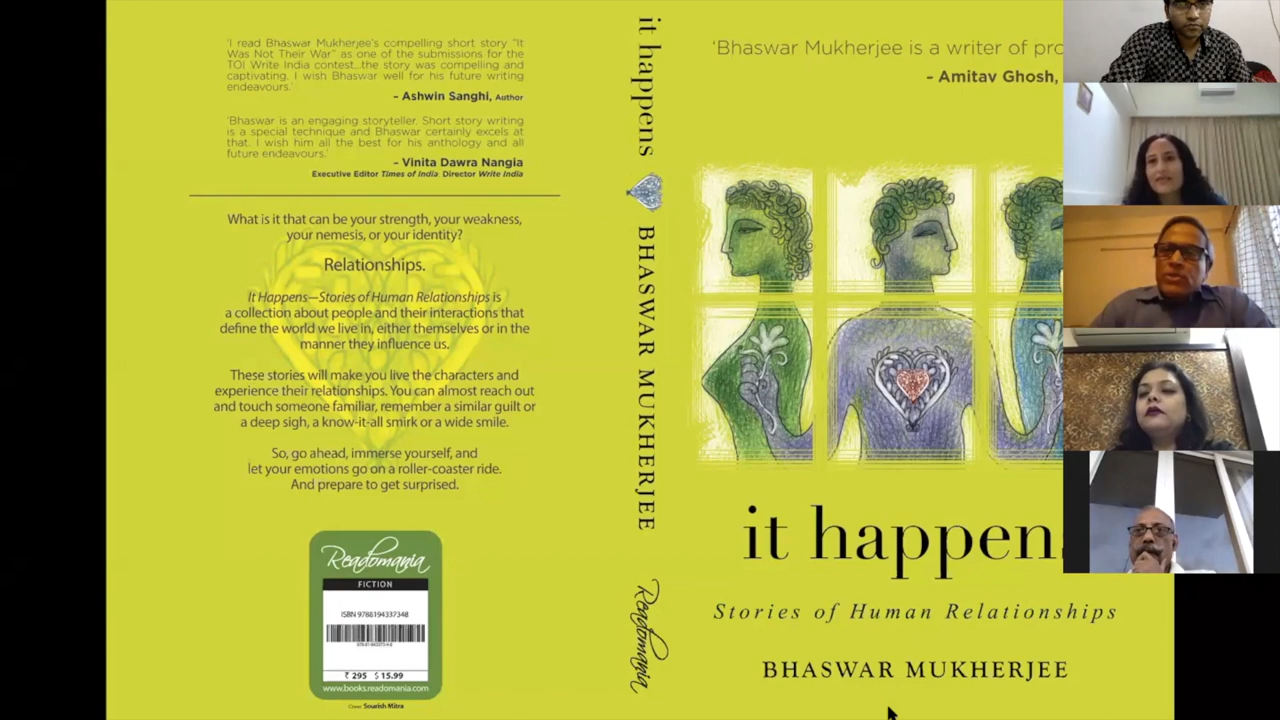 'I read Bhaswar Mukherjee's compelling short story "It
Was Not Their War" as one of the submissions for the
TOI Write India contest...the story was compelling and
captivating. I wish Bhaswar well for his future writing
endeavours.'
– Ashwin Sanghi, Author
'Bhaswar is an engaging storyteller. Short story writing
is a special technique and Bhaswar certainly excels at
that. I wish him all the best for his anthology and all
future endeavours.'
– Vinita Dawra Nangia
Executive Editor Times of India Director Write India
What is it that can be your strength, your weakness,
your nemesis, or your identity?
Relationships.
It Happens—Stories of Human Relationships is
a collection about people and their interactions that
define the world we live in, either themselves or in the
manner they influence us.
These stories will make you live the characters and
experience their relationships. You can almost reach out
and touch someone familiar, remember a similar guilt or
a deep sigh, a know-it-all smirk or a wide smile.
So, go ahead, immerse yourself, and
let your emotions go on a roller-coaster ride.
And prepare to get surprised.
Readomania
FICTION
ISBN 9788194337348
₹ 295 $ 15.99
www.books.readomania.com
Cover: Sourish Mitra
it happens
BHASWAR MUKHERJEE
Readomania
'Bhaswar Mukherjee is a writer of pro
– Amitav Ghosh,
it happens
Stories of Human Relationships
BHASWAR MUKHERJEE